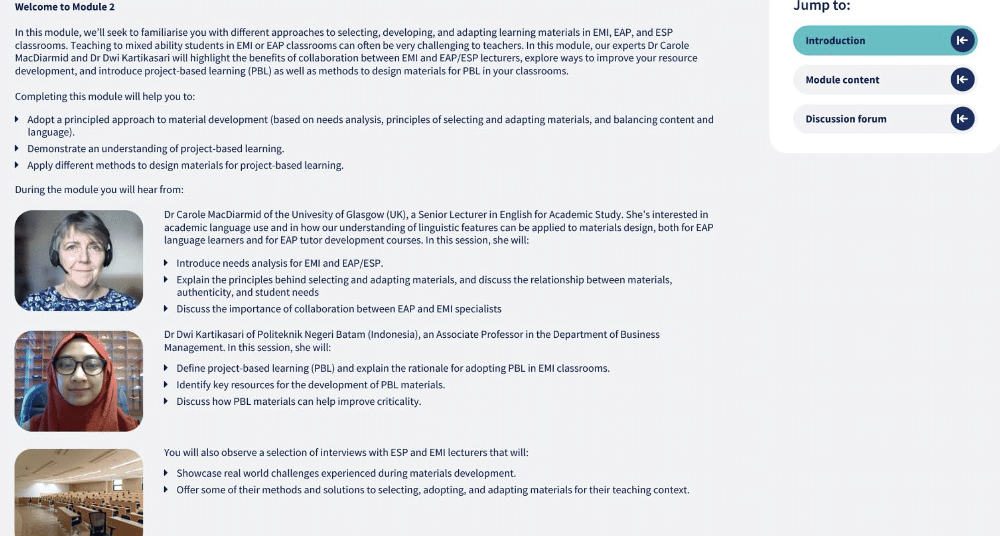 Welcome to Module 2
In this module, we'll seek to familiarise you with different approaches to selecting, developing, and adapting learning materials in EMI, EAP, and ESP
classrooms. Teaching to mixed ability students in EMI or EAP classrooms can often be very challenging to teachers. In this module, our experts Dr Carole
MacDiarmid and Dr Dwi Kartikasari will highlight the benefits of collaboration between EMI and EAP/ESP lecturers, explore ways to improve your resource
development, and introduce project-based learning (PBL) as well as methods to design materials for PBL in your classrooms.
Completing this module will help you to:
Adopt a principled approach to material development (based on needs analysis, principles of selecting and adapting materials, and balancing content and
language).
Demonstrate an understanding of project-based learning.
Apply different methods to design materials for project-based learning.
During the module you will hear from:
Dr Carole MacDiarmid of the Univesity of Glasgow (UK), a Senior Lecturer in English for Academic Study. She's interested in
academic language use and in how our understanding of linguistic features can be applied to materials design, both for EAP
language learners and for EAP tutor development courses. In this session, she will:
Introduce needs analysis for EMI and EAP/ESP.
Explain the principles behind selecting and adapting materials, and discuss the relationship between materials,
authenticity, and student needs
Discuss the importance of collaboration between EAP and EMI specialists
Dr Dwi Kartikasari of Politeknik Negeri Batam (Indonesia), an Associate Professor in the Department of Business
Management. In this session, she will:
Define project-based learning (PBL) and explain the rationale for adopting PBL in EMI classrooms.
Identify key resources for the development of PBL materials.
Discuss how PBL materials can help improve criticality.
You will also observe a selection of interviews with ESP and EMI lecturers that will:
Showcase real world challenges experienced during materials development.
Offer some of their methods and solutions to selecting, adopting, and adapting materials for their teaching context.
Jump to:
Introduction
Module content
Discussion forum